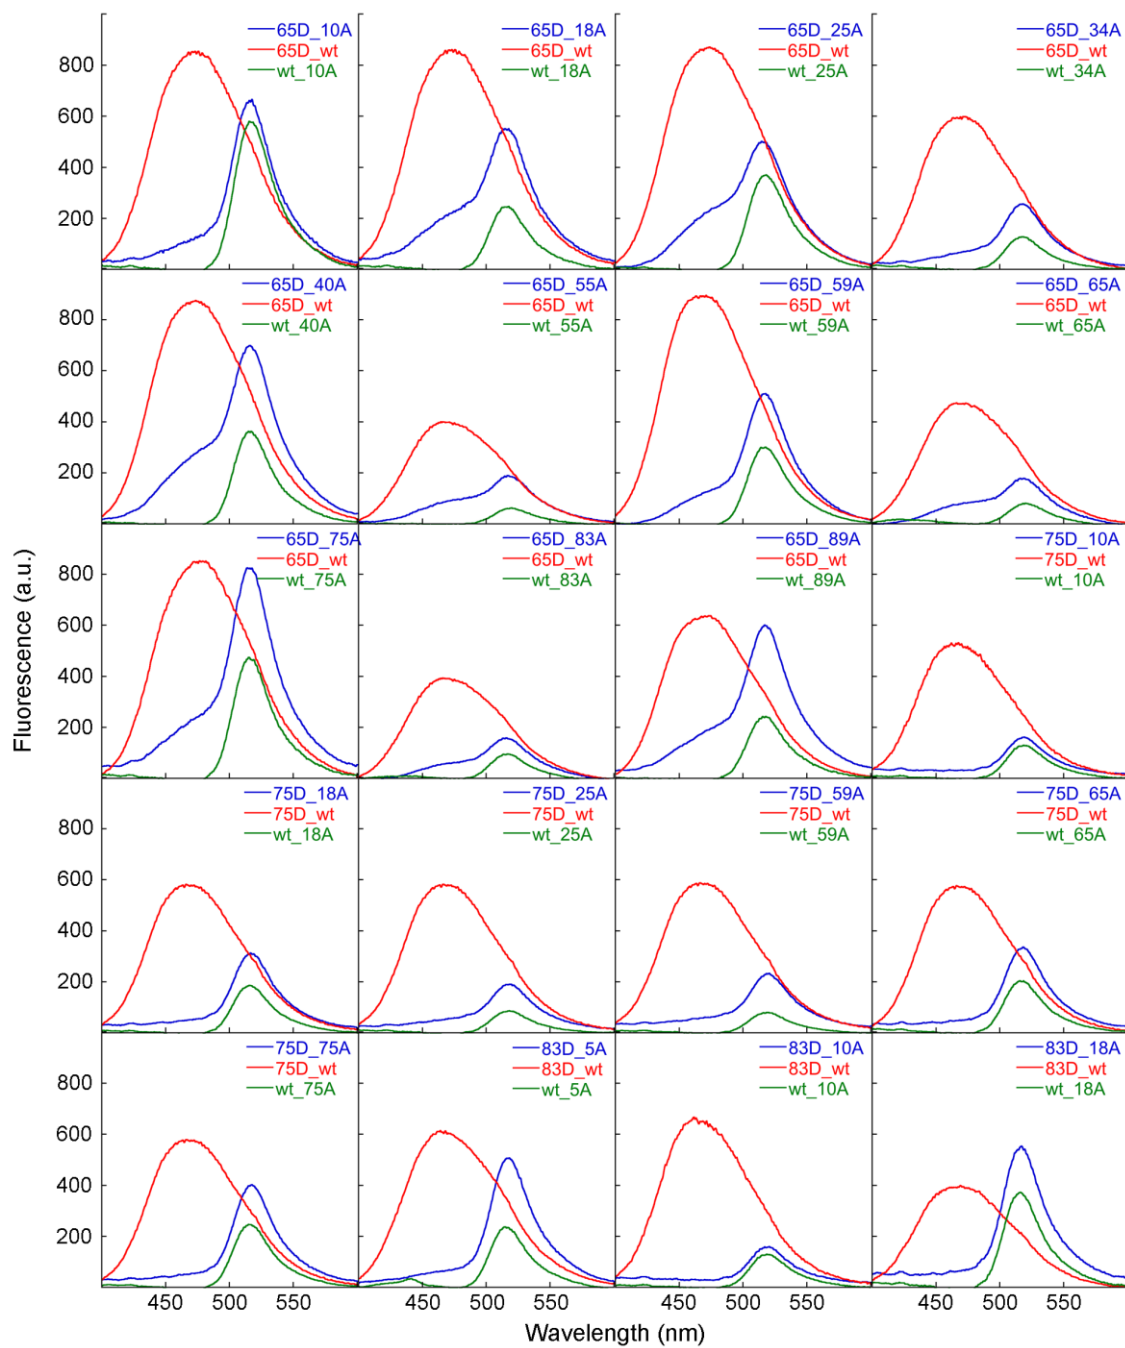 65D_10A
65D_wt
wt_10A
65D_18A
65D_wt
wt_18A
65D_25A
65D_wt
wt_25A
65D_34A
65D_wt
wt_34A
800
600
400
200
65D_40A
65D_wt
wt_40A
65D_55A
65D_wt
wt_55A
65D_59A
65D_wt
wt_59A
65D_65A
65D_wt
wt_65A
800
600
400
200
65D_75A
65D_wt
wt_75A
65D_83A
65D_wt
wt_83A
65D_89A
65D_wt
wt_89A
75D_10A
75D_wt
wt_10A
800
600
400
200
Fluorescence (a.u.)
75D_18A
75D_wt
wt_18A
75D_25A
75D_wt
wt_25A
75D_59A
75D_wt
wt_59A
75D_65A
75D_wt
wt_65A
800
600
400
200
75D_75A
75D_wt
wt_75A
83D_5A
83D_wt
wt_5A
83D_10A
83D_wt
wt_10A
83D_18A
83D_wt
wt_18A
800
600
400
200
450 500 550 450 500 550 450 500 550 450 500 550
Wavelength (nm)